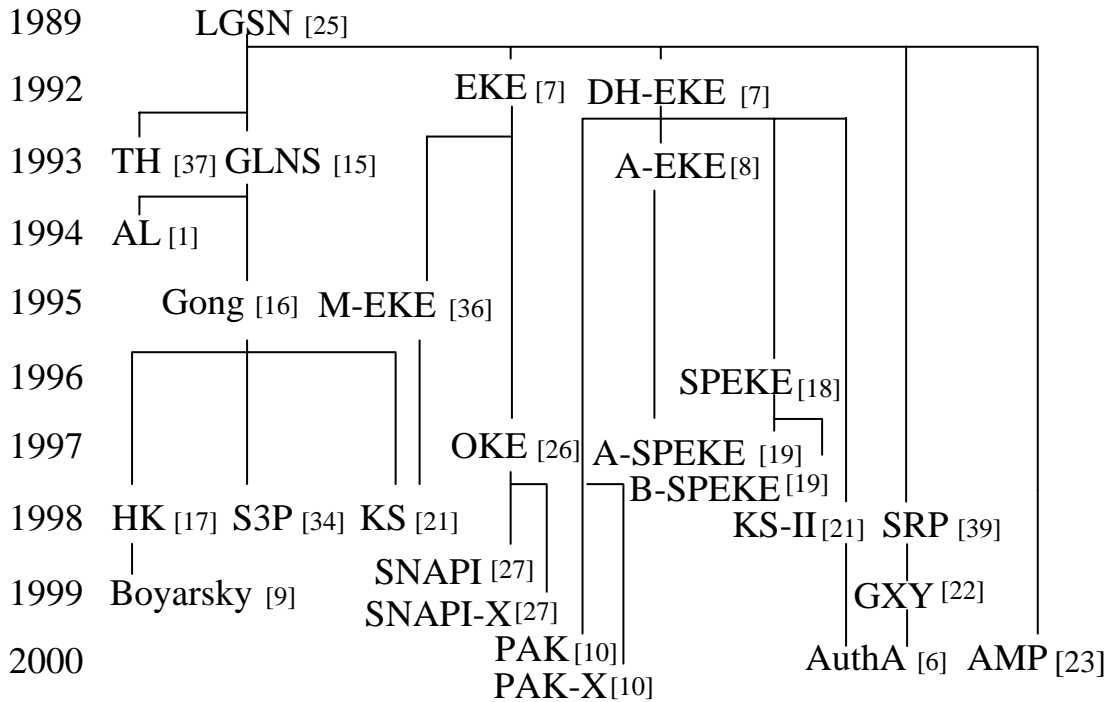 1989 LGSN [25]
1992 EKE [7] DH-EKE [7]
1993 TH [37] GLNS [15] A-EKE[8]
1994 AL [1]
1995 Gong [16] M-EKE [36]
1996 SPEKE[18]
1997 OKE [26] A-SPEKE [19]
B-SPEKE[19]
1998 HK [17] S3P [34] KS [21] KS-II[21] SRP [39]
SNAPI [27]
1999 Boyarsky [9] GXY[22]
SNAPI-X[27]
PAK[10]
2000 AuthA [6] AMP[23]
PAK-X[10]